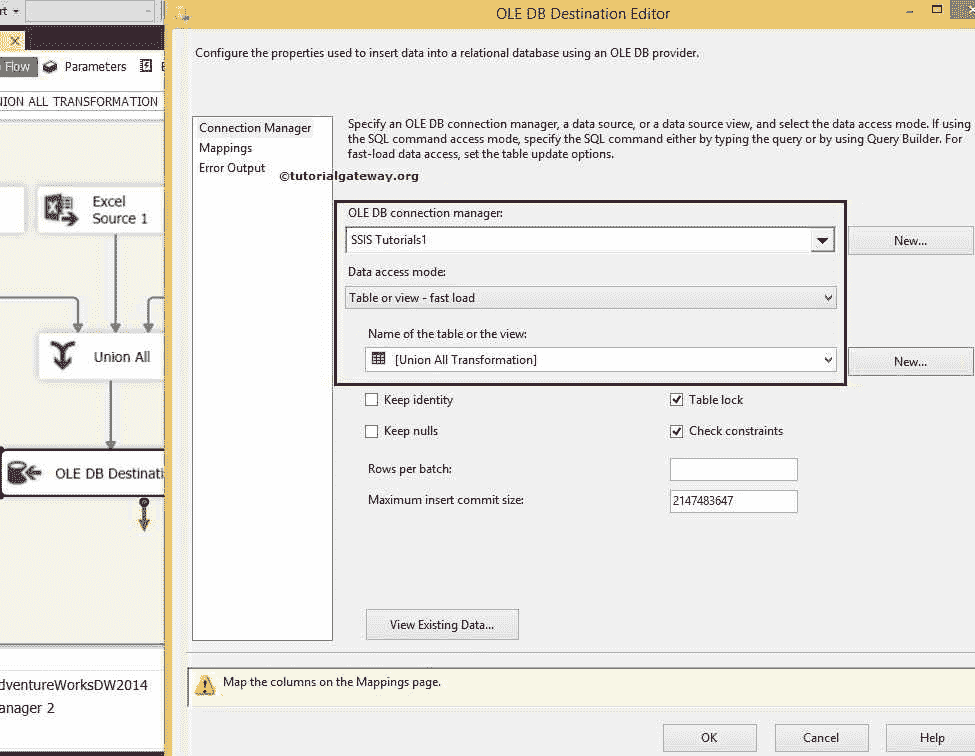 rt
OLE DB Destination Editor
Configure the properties used to insert data into a relational database using an OLE DB provider.
Flow
Parameters
UNION ALL TRANSFORMATION
Connection Manager
Mappings
Error Output
©tutorialgateway.org
Specify an OLE DB connection manager, a data source, or a data source view, and select the data access mode. If using
the SQL command access mode, specify the SQL command either by typing the query or by using Query Builder. For
fast-load data access, set the table update options.
Excel
Source 1
Union All
OLE DB Destinati
OLE DB connection manager:
SSIS Tutorials1
New...
Data access mode:
Table or view - fast load
Name of the table or the view:
[Union All Transformation]
New...
Keep identity
Table lock
Keep nulls
Check constraints
Rows per batch:
Maximum insert commit size:
2147483647
View Existing Data...
dventureWorksDW2014
anager 2
Map the columns on the Mappings page.
OK
Cancel
Help